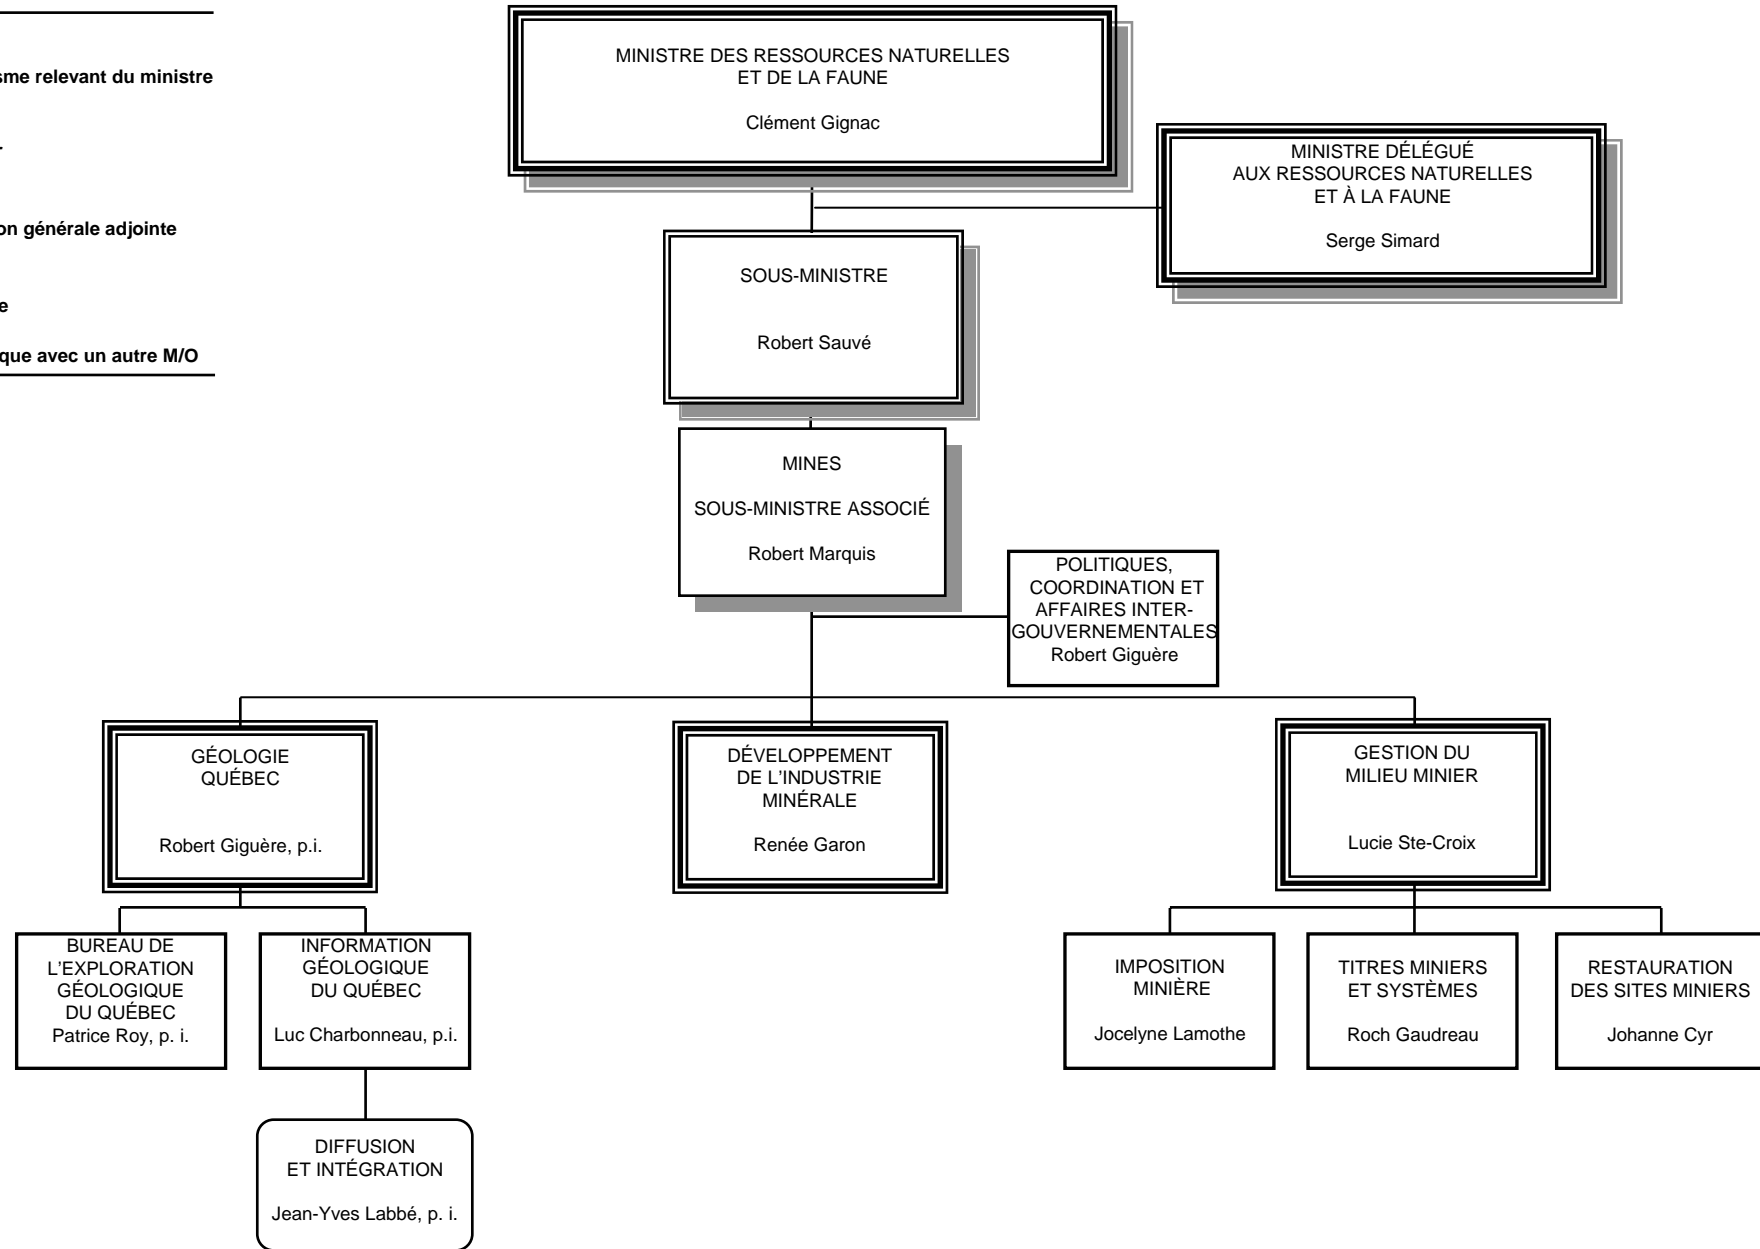 relevant du ministre
générale adjointe
avec un autre M/O
MINISTRE DES RESSOURCES NATURELLES
ET DE LA FAUNE
Clément Gignac
MINISTRE DÉLÉGUÉ
AUX RESSOURCES NATURELLES
ET À LA FAUNE
Serge Simard
SOUS-MINISTRE
Robert Sauvé
MINES
SOUS-MINISTRE ASSOCIÉ
Robert Marquis
POLITIQUES,
COORDINATION ET
AFFAIRES INTER-
GOUVERNEMENTALES
Robert Giguère
GÉOLOGIE
QUÉBEC
Robert Giguère, p.i.
DÉVELOPPEMENT
DE L'INDUSTRIE
MINÉRALE
Renée Garon
GESTION DU
MILIEU MINIER
Lucie Ste-Croix
BUREAU DE
L'EXPLORATION
GÉOLOGIQUE
DU QUÉBEC
Patrice Roy, p. i.
INFORMATION
GÉOLOGIQUE
DU QUÉBEC
Luc Charbonneau, p.i.
IMPOSITION
MINIÈRE
Jocelyne Lamothe
TITRES MINIERS
ET SYSTÈMES
Roch Gaudreau
RESTAURATION
DES SITES MINIERS
Johanne Cyr
DIFFUSION
ET INTÉGRATION
Jean-Yves Labbé, p. i.